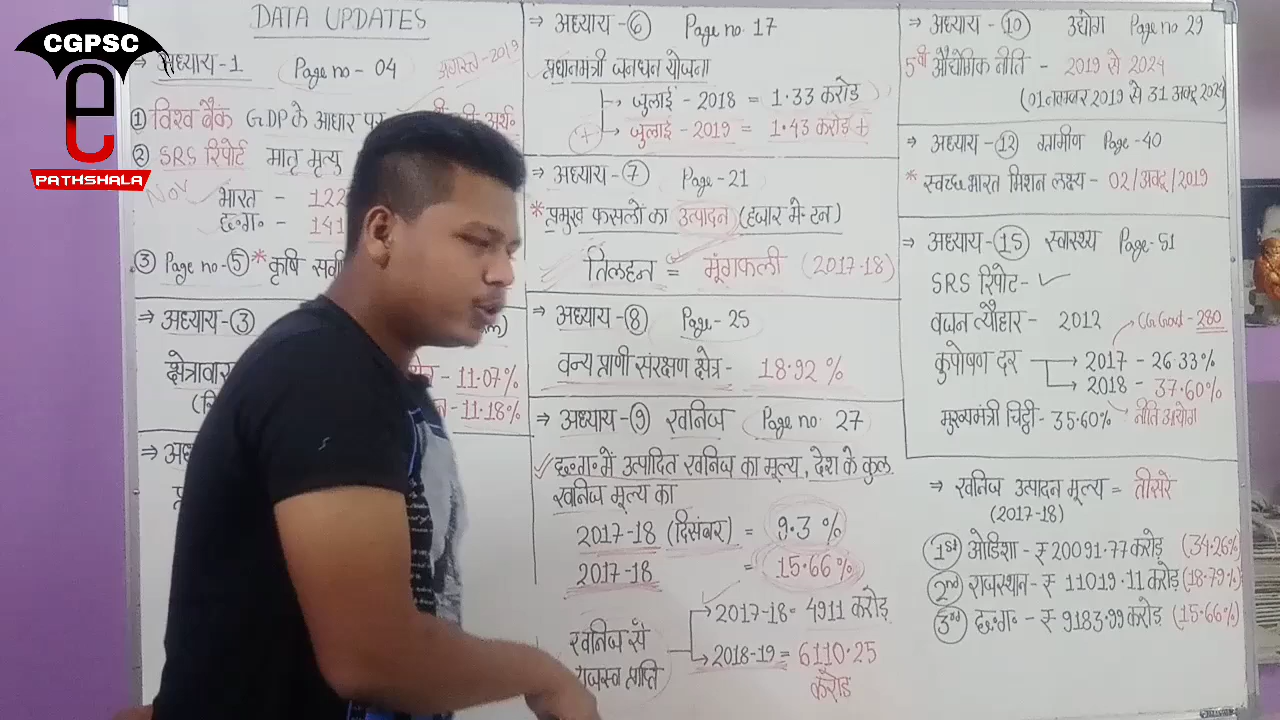 CGPSC
e
PATHSHALA
DATA UPDATES
⇒ अध्याय-1 Page no - 04 अगस्त-2019
① विश्व बैंक GDP के आधार पर
② SRS रिपोर्ट मातृ मृत्यु
Nov भारत - 122
छ.ग. - 141
③ Page no-⑤ * कृषि
⇒ अध्याय-③
- 11.07%
- 11.18%
⇒ अध्याय-⑥ Page no. 17
प्रधानमंत्री जनधन योजना
→ जुलाई - 2018 = 1.33 करोड़
(+) → जुलाई - 2019 = 1.43 करोड़ +
⇒ अध्याय-⑦ Page-21
* प्रमुख फसलों का उत्पादन (हजार मे. टन)
तिलहन = मूंगफली (2017-18)
⇒ अध्याय-⑧ Page-25
वन्य प्राणी संरक्षण क्षेत्र - 18.92 %
⇒ अध्याय-⑨ खनिज Page no. 27
✓ छ.ग. में उत्पादित खनिज का मूल्य, देश के कुल
खनिज मूल्य का
2017-18 (दिसंबर) = 9.3 %
2017-18 = 15.66 %
खनिज से
राजस्व प्राप्ति
→ 2017-18 = 4911 करोड़
→ 2018-19 = 6110.25
करोड़
⇒ अध्याय-⑩ उद्योग Page no 29
5वी औद्योगिक नीति - 2019 से 2024
(01 नवम्बर 2019 से 31 अक्टू 2024)
⇒ अध्याय-⑫ ग्रामीण Page-40
* स्वच्छ भारत मिशन लक्ष्य - 02/अक्टू/2019
⇒ अध्याय-⑮ स्वास्थ्य Page-51
SRS रिपोट- ✓
वजन त्यौहार - 2012 CG Govt - 280
कुपोषण दर → 2017 - 26.33%
→ 2018 - 37.60%
मुख्यमंत्री चिट्ठी - 35.60% नीति आयोग
⇒ खनिज उत्पादन मूल्य = तीसरे
(2017-18)
1st ओडिशा - ₹ 20091.77 करोड़ (34.26%)
2nd राजस्थान - ₹ 11019.11 करोड़ (18.79%)
3rd छ.ग. - ₹ 9183.99 करोड़ (15.66%)